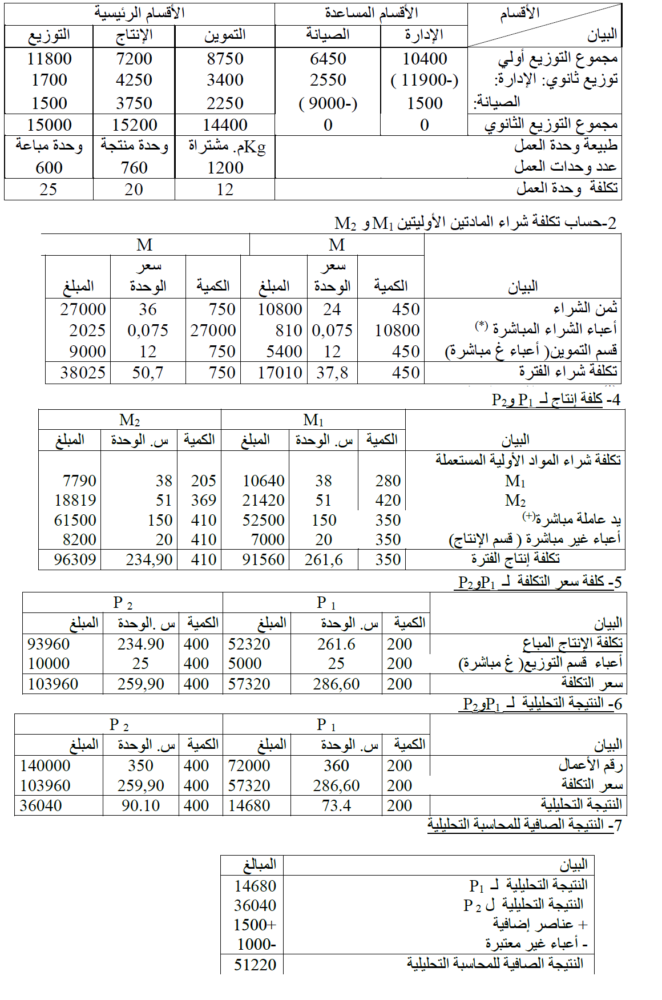 الأقسام الأقسام المساعدة الأقسام الرئيسية
البيان الإدارة الصيانة التموين الإنتاج التوزيع
مجموع التوزيع أولي 10400 6450 8750 7200 11800
توزيع ثانوي: الإدارة: ( 11900-) 2550 3400 4250 1700
الصيانة: 1500 ( 9000-) 2250 3750 1500
مجموع التوزيع الثانوي 0 0 14400 15200 15000
طبيعة وحدة العمل Kgم. مشتراة وحدة منتجة وحدة مباعة
عدد وحدات العمل 1200 760 600
تكلفة وحدة العمل 12 20 25
2-حساب تكلفة شراء المادتين الأوليتين M1 و M2
M M
البيان الكمية سعر الوحدة المبلغ الكمية سعر الوحدة المبلغ
ثمن الشراء 450 24 10800 750 36 27000
أعباء الشراء المباشرة (*) 10800 0,075 810 27000 0,075 2025
قسم التموين( أعباء غ مباشرة) 450 12 5400 750 12 9000
تكلفة شراء الفترة 450 37,8 17010 750 50,7 38025
4- كلفة إنتاج لـ P1 وP2
M1 M2
البيان الكمية س. الوحدة المبلغ الكمية س. الوحدة المبلغ
تكلفة شراء المواد الأولية المستعملة
M1 280 38 10640 205 38 7790
M2 420 51 21420 369 51 18819
يد عاملة مباشرة(+) 350 150 52500 410 150 61500
أعباء غير مباشرة ( قسم الإنتاج) 350 20 7000 410 20 8200
تكلفة إنتاج الفترة 350 261,6 91560 410 234,90 96309
5- كلفة سعر التكلفة لـ P1وP2
P 1 P 2
البيان الكمية س. الوحدة المبلغ الكمية س .الوحدة المبلغ
تكلفة الإنتاج المباع 200 261.6 52320 400 234.90 93960
أعباء قسم التوزيع( غ مباشرة) 200 25 5000 400 25 10000
سعر التكلفة 200 286,60 57320 400 259,90 103960
6- النتيجة التحليلية لـ P1وP2
P 1 P 2
البيان الكمية س. الوحدة المبلغ الكمية س. الوحدة المبلغ
رقم الأعمال 200 360 72000 400 350 140000
سعر التكلفة 200 286,60 57320 400 259,90 103960
النتيجة التحليلية 200 73.4 14680 400 90.10 36040
7- النتيجة الصافية للمحاسبة التحليلية
البيان المبالغ
النتيجة التحليلية لـ P1 14680
النتيجة التحليلية ل P 2 36040
+ عناصر إضافية 1500+
- أعباء غير معتبرة 1000-
النتيجة الصافية للمحاسبة التحليلية 51220